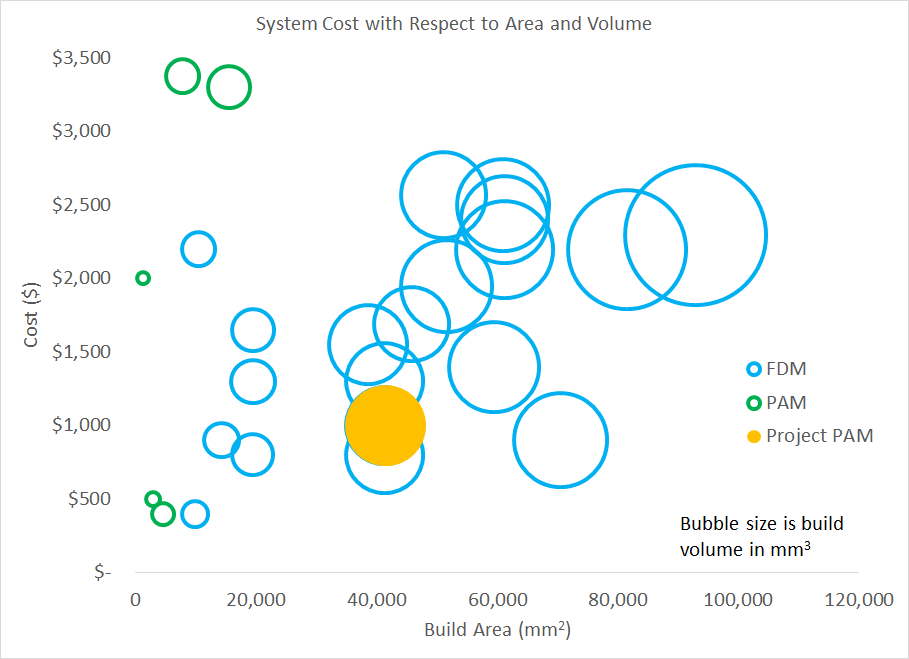 System Cost with Respect to Area and Volume
$3,500
$3,000
$2,500
$2,000
$1,500
$1,000
$500
$-
Cost ($)
0 20,000 40,000 60,000 80,000 100,000 120,000
Build Area (mm²)
FDM
PAM
Project PAM
Bubble size is build
volume in mm³